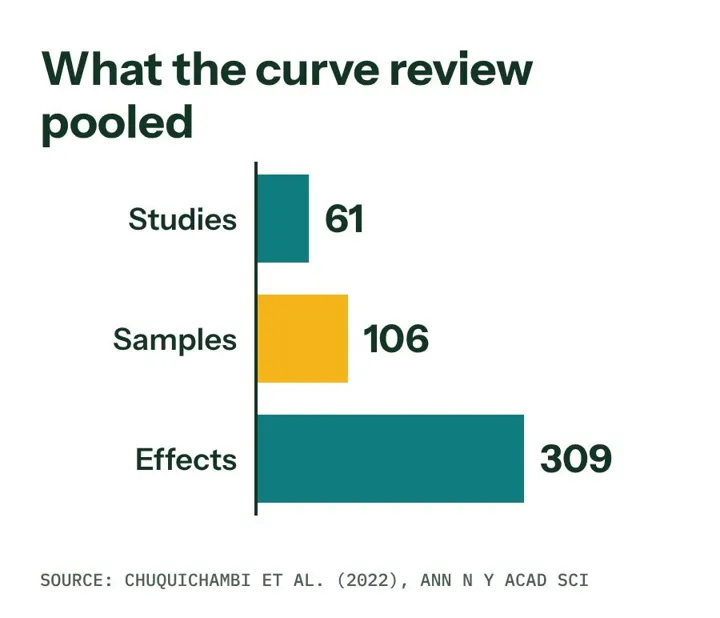 What the curve review
pooled
Studies 61
Samples 106
Effects 309
SOURCE: CHUQUICHAMBI ET AL. (2022), ANN N Y ACAD SCI